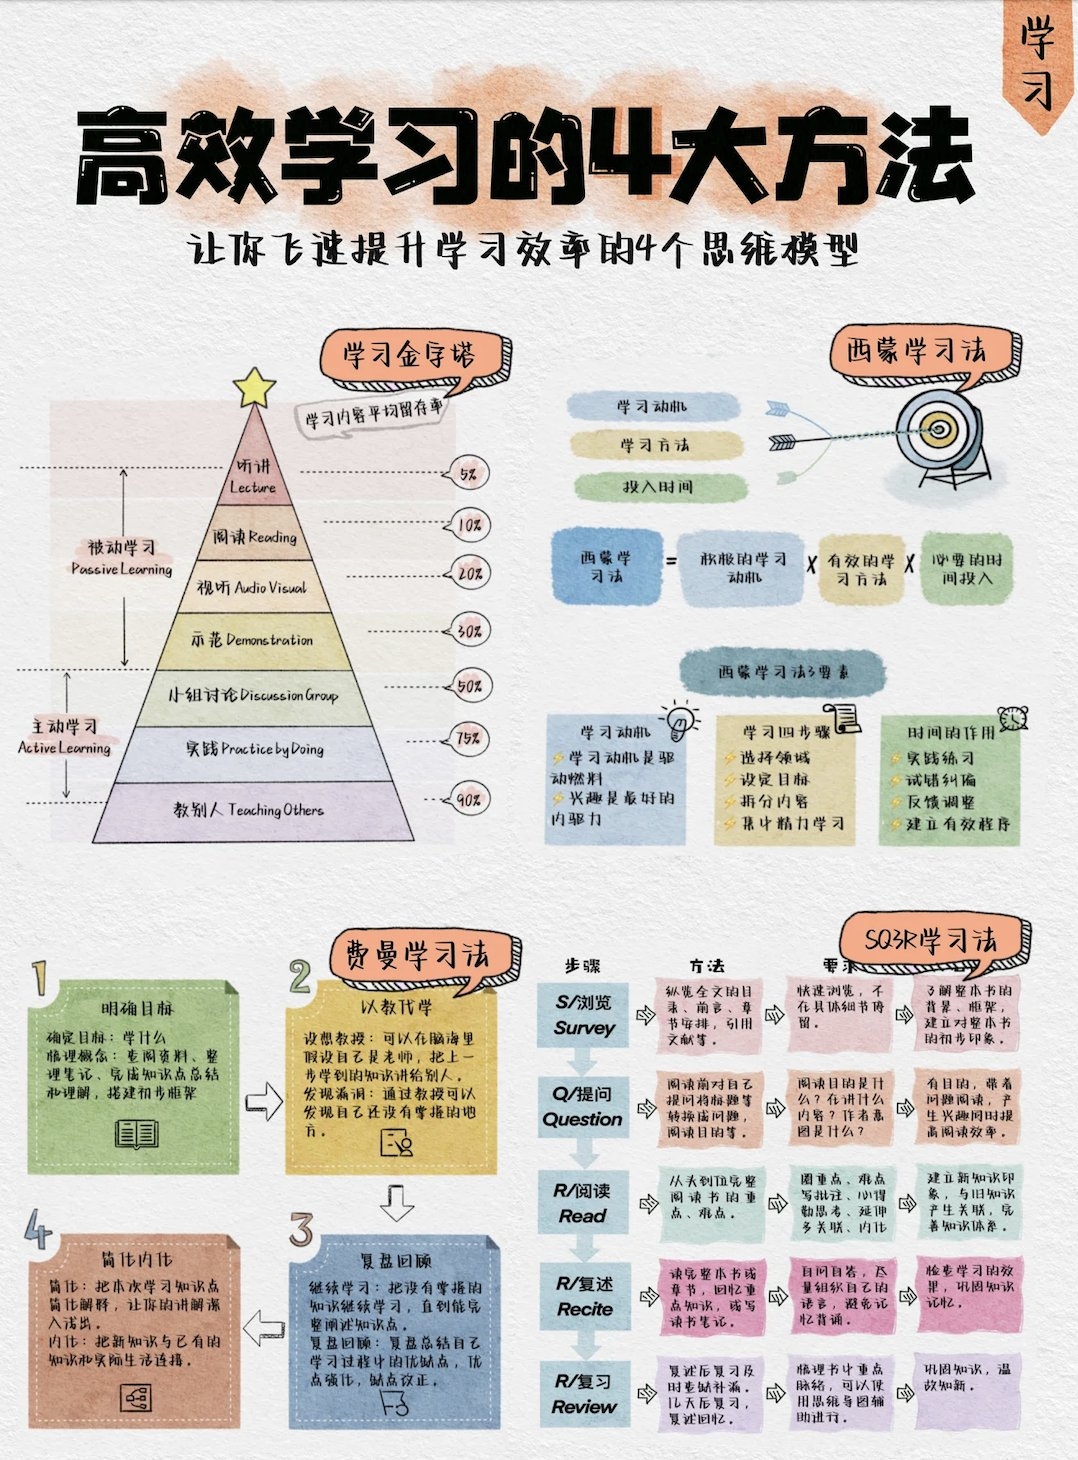 学习
高效学习的4大方法
让你飞速提升学习效率的4个思维模型
学习金字塔
学习内容平均留存率
听讲
Lecture
5%
阅读 Reading
10%
被动学习
Passive Learning
视听 Audio Visual
20%
示范 Demonstration
30%
小组讨论 Discussion Group
50%
主动学习
Active Learning
实践 Practice by Doing
75%
教别人 Teaching Others
90%
西蒙学习法
学习动机
学习方法
投入时间
西蒙学
习法
=
积极的学习
动机
X
有效的学
习方法
X
必要的时
间投入
西蒙学习法3要素
学习动机
学习动机是驱
动燃料
兴趣是最好的
内驱力
学习四步骤
选择领域
设定目标
拆分内容
集中精力学习
时间的作用
实践练习
试错纠偏
反馈调整
建立有效程序
费曼学习法
1
明确目标
确定目标：学什么
梳理概念：查阅资料、整
理笔记、完成知识点总结
和理解，搭建初步框架
2
以教代学
设想教授：可以在脑海里
假设自己是老师，把上一
步学到的知识讲给别人。
发现漏洞：通过教授可以
发现自己还没有掌握的地
方。
3
复盘回顾
继续学习：把没有掌握的
知识继续学习，直到能完
整阐述知识点。
复盘回顾：复盘总结自己
学习过程中的优缺点，优
点强化，缺点改正。
4
简化内化
简化：把本次学习知识点
简化解释，让你的讲解深
入浅出。
内化：把新知识与已有的
知识和实际生活连接。
SQ3R学习法
步骤
方法
要求
S/浏览
Survey
纵览全文的目
录、前言、章
节安排，引用
文献等。
快速浏览，不
在具体细节停
留。
了解整本书的
背景、框架，
建立对整本书
的初步印象。
Q/提问
Question
阅读前对自己
提问将标题等
转换成问题，
阅读目的等。
阅读目的是什
么？在讲什么
内容？作者意
图是什么？
有目的，带着
问题阅读，产
生兴趣同时提
高阅读效率。
R/阅读
Read
从头到位完整
阅读书的重
点、难点。
圈重点、难点
写批注、心得
勤思考、延伸
多关联、内化
建立新知识印
象，与旧知识
产生关联，完
善知识体系。
R/复述
Recite
读完整本书或
章节，回忆重
点知识，或写
读书笔记。
自问自答，尽
量组织自己的
语言，避免记
忆背诵。
检查学习的效
果，巩固知识
记忆。
R/复习
Review
复述后复习及
时查缺补漏。
几天后复习，
复述回忆。
梳理书中重点
脉络，可以使
用思维导图辅
助进行。
巩固知识，温
故知新。